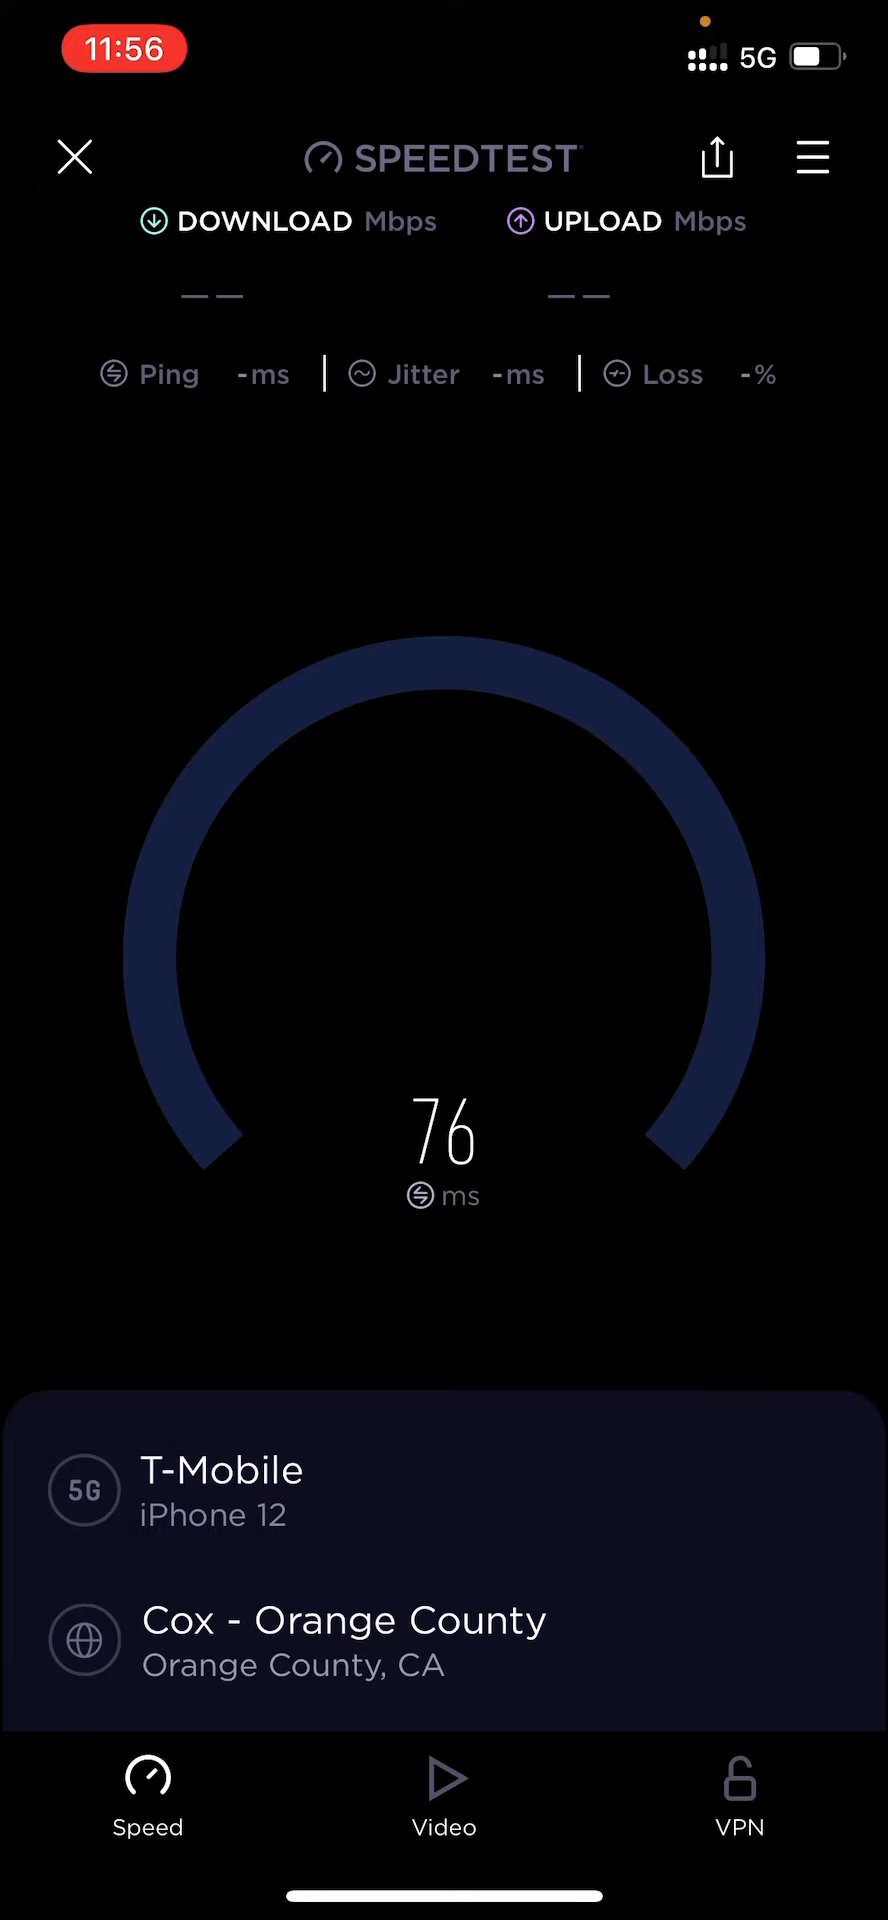 11:56
5G
SPEEDTEST
DOWNLOAD Mbps
UPLOAD Mbps
— —
— —
Ping -ms
Jitter -ms
Loss -%
76
ms
5G
T-Mobile
iPhone 12
Cox - Orange County
Orange County, CA
Speed
Video
VPN